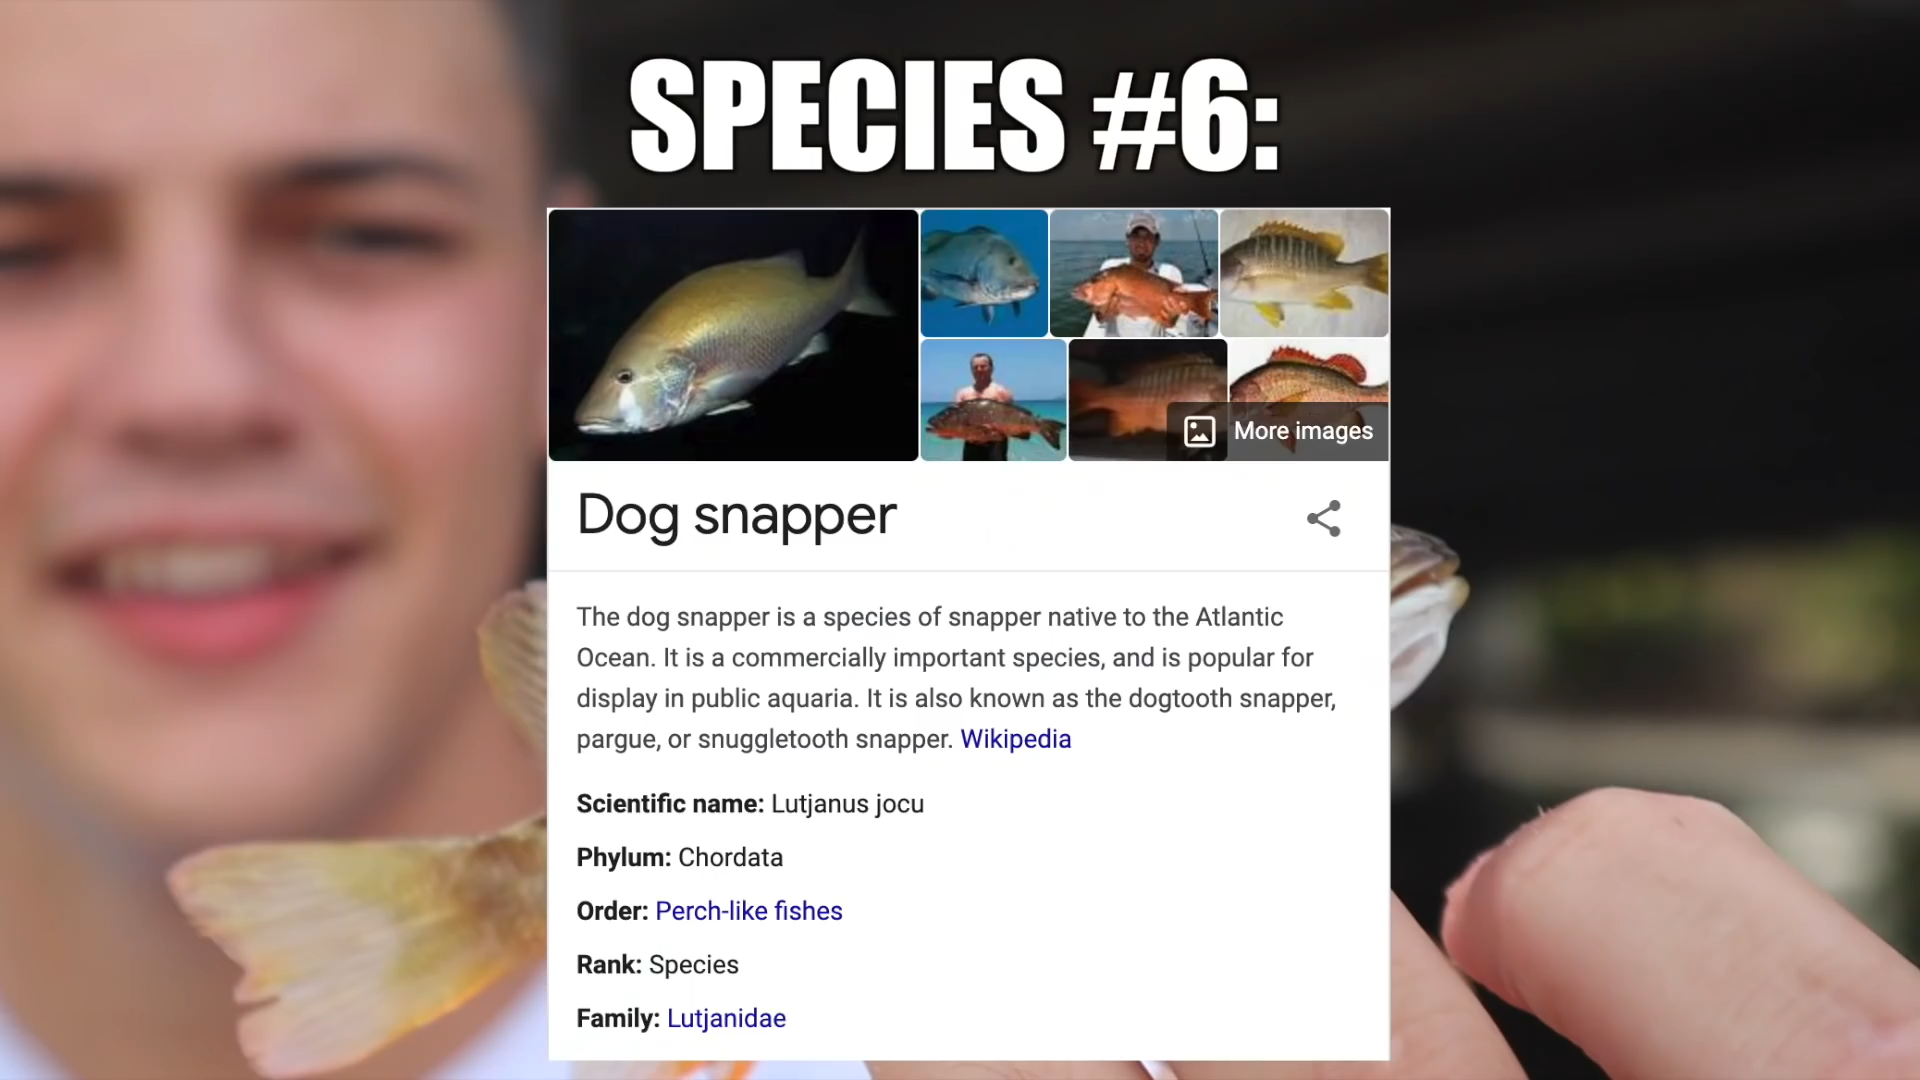 SPECIES #6:
More images
Dog snapper
The dog snapper is a species of snapper native to the Atlantic
Ocean. It is a commercially important species, and is popular for
display in public aquaria. It is also known as the dogtooth snapper,
pargue, or snuggletooth snapper. Wikipedia
Scientific name: Lutjanus jocu
Phylum: Chordata
Order: Perch-like fishes
Rank: Species
Family: Lutjanidae